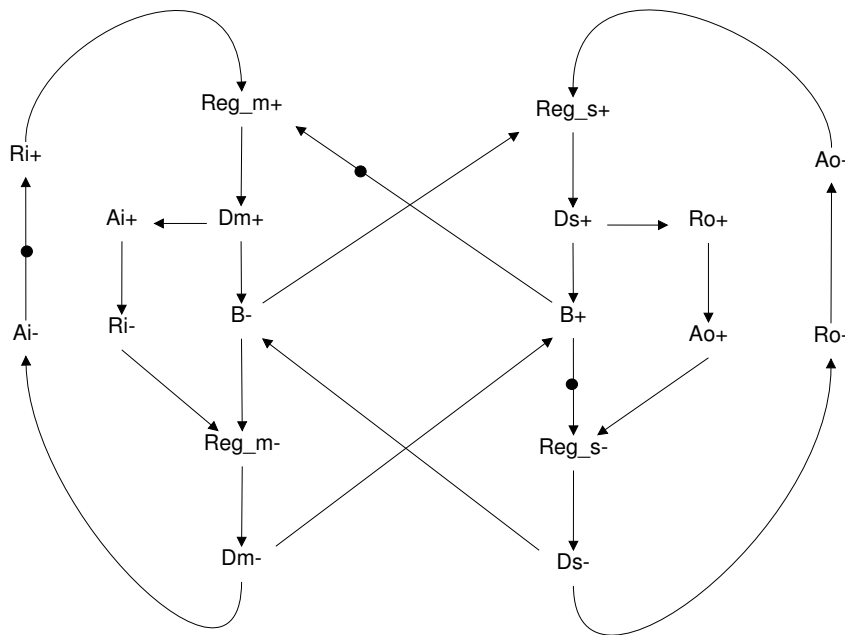 Reg_m+
Reg_s+
Ri+
Ao-
Ai+
Dm+
Ds+
Ro+
Ri-
B-
B+
Ai-
Ao+
Ro-
Reg_m-
Reg_s-
Dm-
Ds-